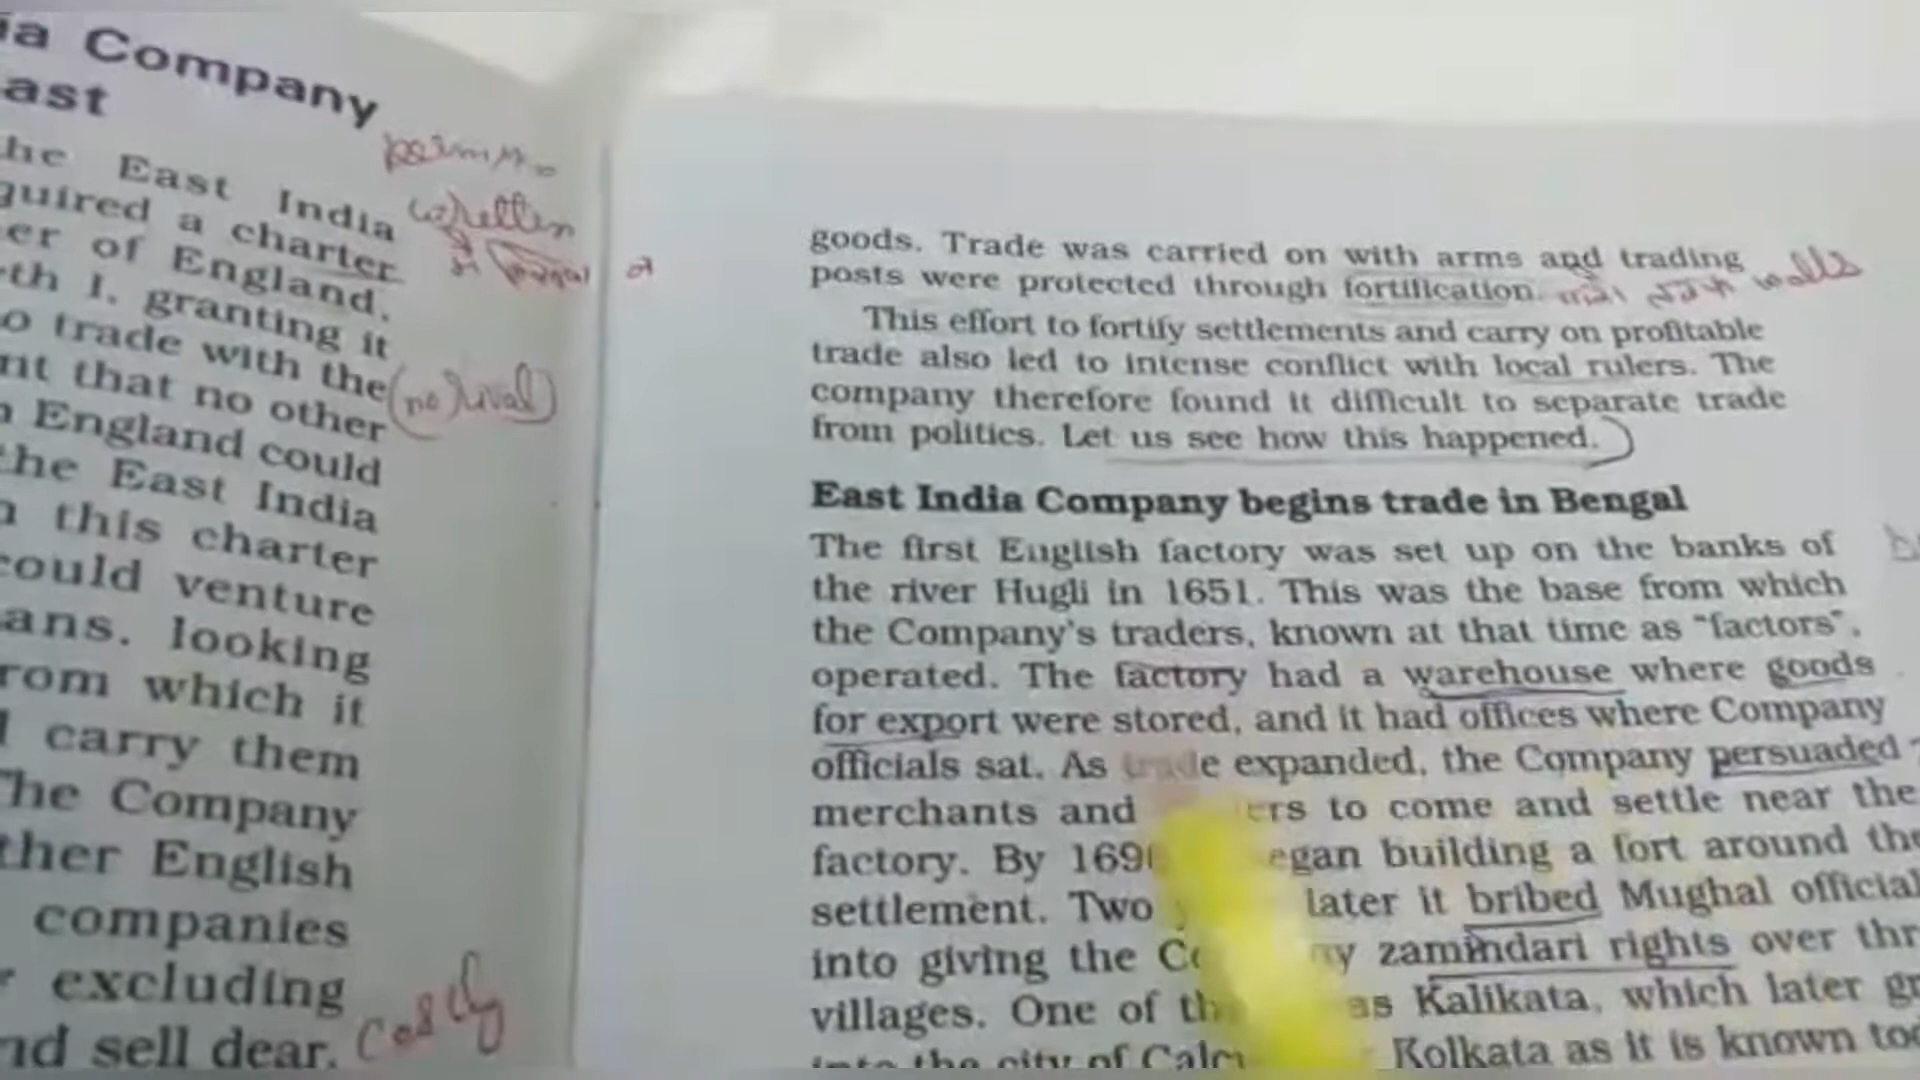 ia Company
ast
he East India
quired a charter
er of England,
eth I, granting it
o trade with the
nt that no other
n England could
the East India
n this charter
could venture
ans, looking
rom which it
d carry them
The Company
ther English
companies
excluding
nd sell dear.
(no rival)
Costly
goods. Trade was carried on with arms and trading
posts were protected through fortification. walls
This effort to fortify settlements and carry on profitable
trade also led to intense conflict with local rulers. The
company therefore found it difficult to separate trade
from politics. Let us see how this happened.
East India Company begins trade in Bengal
The first English factory was set up on the banks of
the river Hugli in 1651. This was the base from which
the Company's traders, known at that time as "factors",
operated. The factory had a warehouse where goods
for export were stored, and it had offices where Company
officials sat. As trade expanded, the Company persuaded
merchants and ers to come and settle near the
factory. By 169 egan building a fort around the
settlement. Two later it bribed Mughal official
into giving the Co ny zamindari rights over thr
villages. One of th as Kalikata, which later gr
into the city of Calcu Kolkata as it is known tod